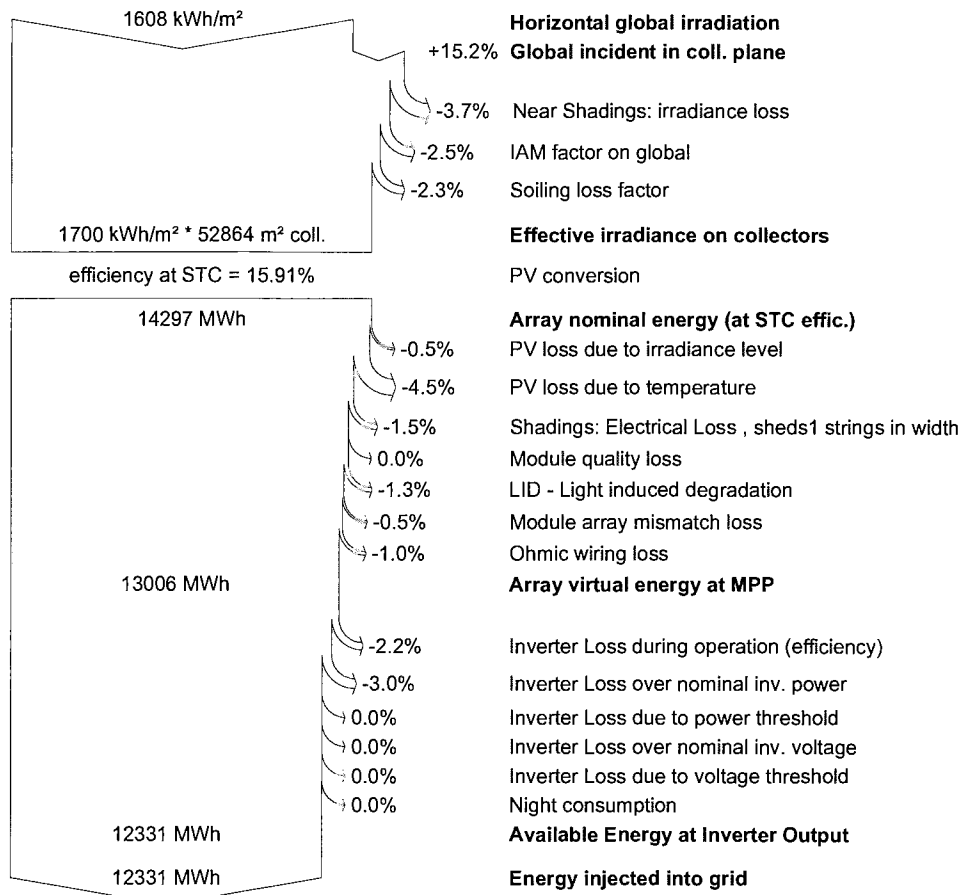 1608 kWh/m² Horizontal global irradiation
+15.2% Global incident in coll. plane
-3.7% Near Shadings: irradiance loss
-2.5% IAM factor on global
-2.3% Soiling loss factor
1700 kWh/m² * 52864 m² coll. Effective irradiance on collectors
efficiency at STC = 15.91% PV conversion
14297 MWh Array nominal energy (at STC effic.)
-0.5% PV loss due to irradiance level
-4.5% PV loss due to temperature
-1.5% Shadings: Electrical Loss , sheds1 strings in width
0.0% Module quality loss
-1.3% LID - Light induced degradation
-0.5% Module array mismatch loss
-1.0% Ohmic wiring loss
13006 MWh Array virtual energy at MPP
-2.2% Inverter Loss during operation (efficiency)
-3.0% Inverter Loss over nominal inv. power
0.0% Inverter Loss due to power threshold
0.0% Inverter Loss over nominal inv. voltage
0.0% Inverter Loss due to voltage threshold
0.0% Night consumption
12331 MWh Available Energy at Inverter Output
12331 MWh Energy injected into grid